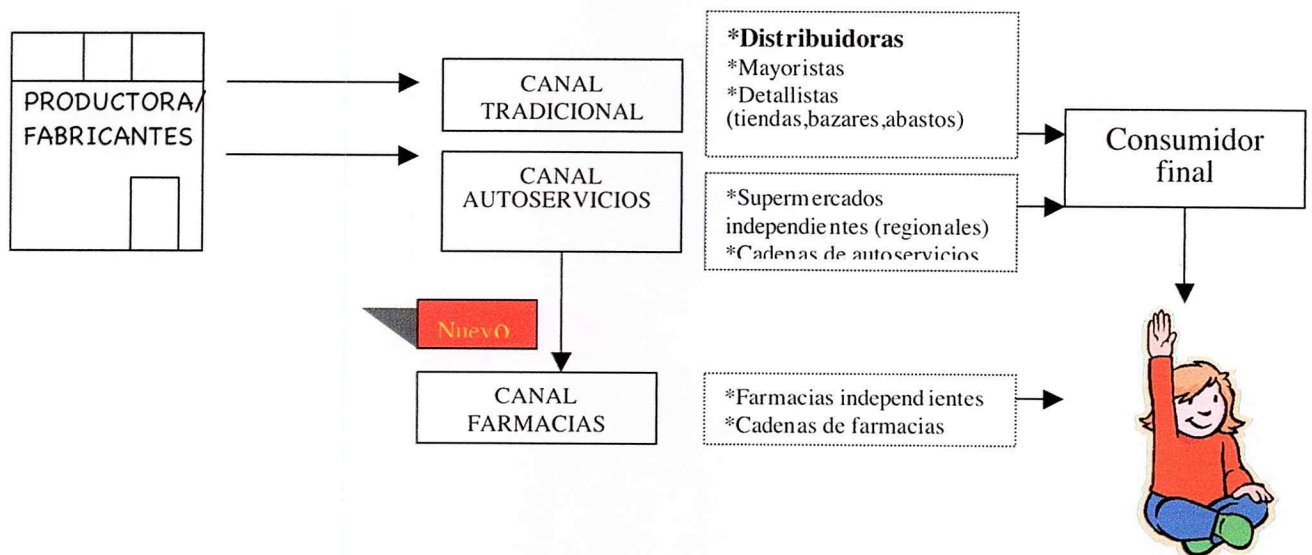 PRODUCTORA/
FABRICANTES
CANAL
TRADICIONAL
*Distribuidoras
*Mayoristas
*Detallistas
(tiendas,bazares,abastos)
Consumidor
final
CANAL
AUTOSERVICIOS
*Supermercados
independientes (regionales)
*Cadenas de autoservicios
Nuevo
CANAL
FARMACIAS
*Farmacias independientes
*Cadenas de farmacias